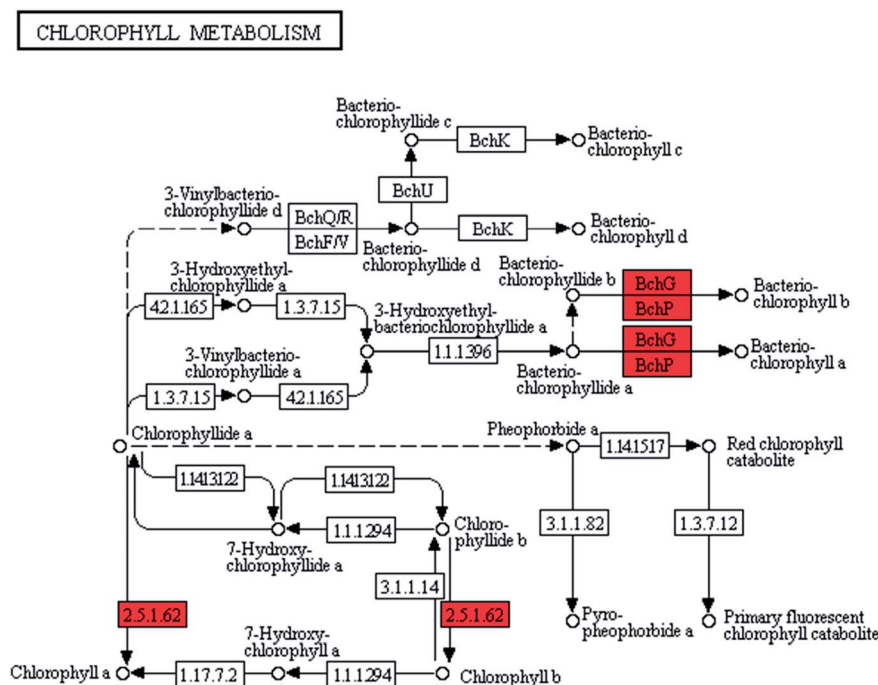 CHLOROPHYLL METABOLISM
Bacterio-
chlorophyllide c
BchK
Bacterio-
chlorophyll c
BchU
3-Vinylbacterio-
chlorophyllide d
BchQ/R
BchF/V
Bacterio-
chlorophyllide d
BchK
Bacterio-
chlorophyll d
3-Hydroxyethyl-
chlorophyllide a
4.2.1.165
1.3.7.15
3-Hydroxyethyl-
bacteriochlorophyllide a
1.1.1.396
Bacterio-
chlorophyllide b
BchG
BchP
Bacterio-
chlorophyll b
3-Vinylbacterio-
chlorophyllide a
1.3.7.15
4.2.1.165
Bacterio-
chlorophyllide a
BchG
BchP
Bacterio-
chlorophyll a
Chlorophyllide a
Pheophorbide a
1.14.15.17
Red chlorophyll
catabolite
1.14.13.122
1.14.13.122
7-Hydroxy-
chlorophyllide a
1.1.1.294
Chloro-
phyllide b
3.1.1.82
1.3.7.12
3.1.1.14
2.5.1.62
2.5.1.62
Pyro-
pheophorbide a
Primary fluorescent
chlorophyll catabolite
7-Hydroxy-
chlorophyll a
Chlorophyll a
1.17.7.2
1.1.1.294
Chlorophyll b